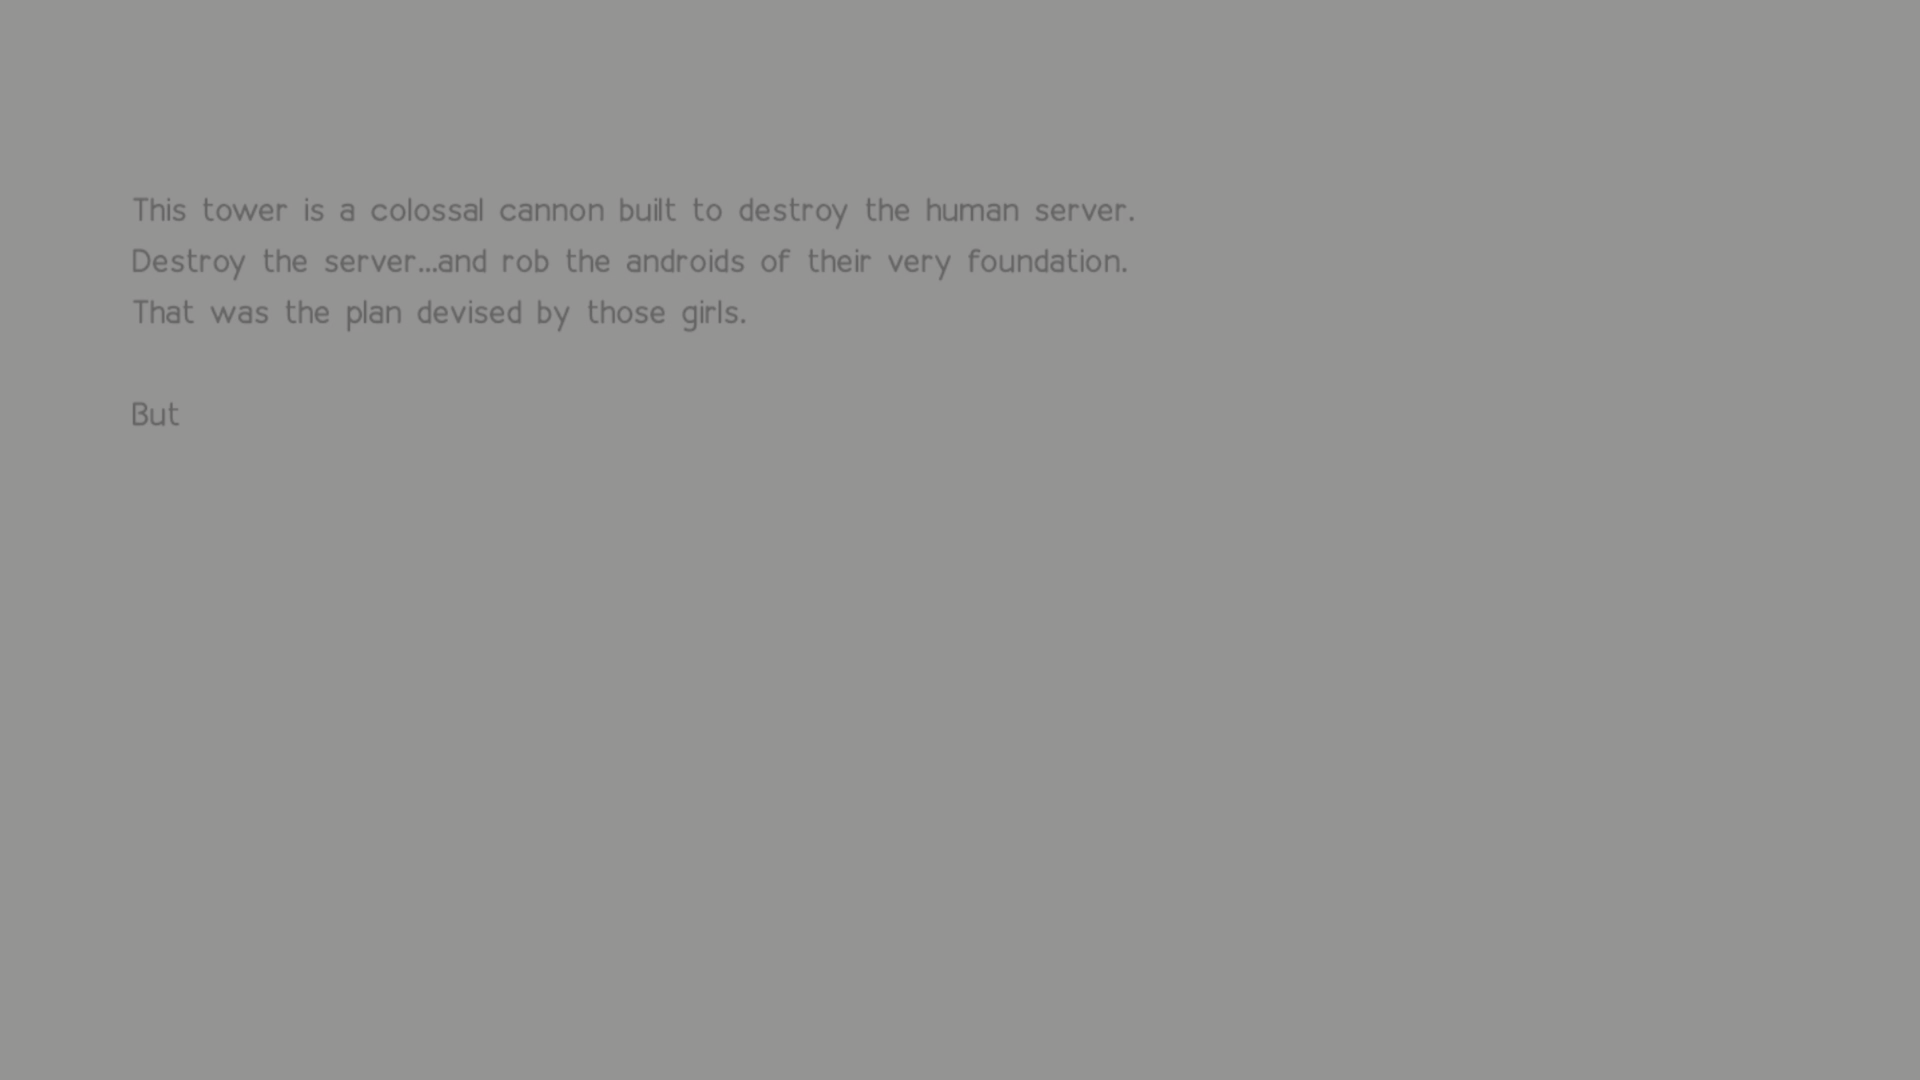 This tower is a colossal cannon built to destroy the human server.
Destroy the server...and rob the androids of their very foundation.
That was the plan devised by those girls.
But